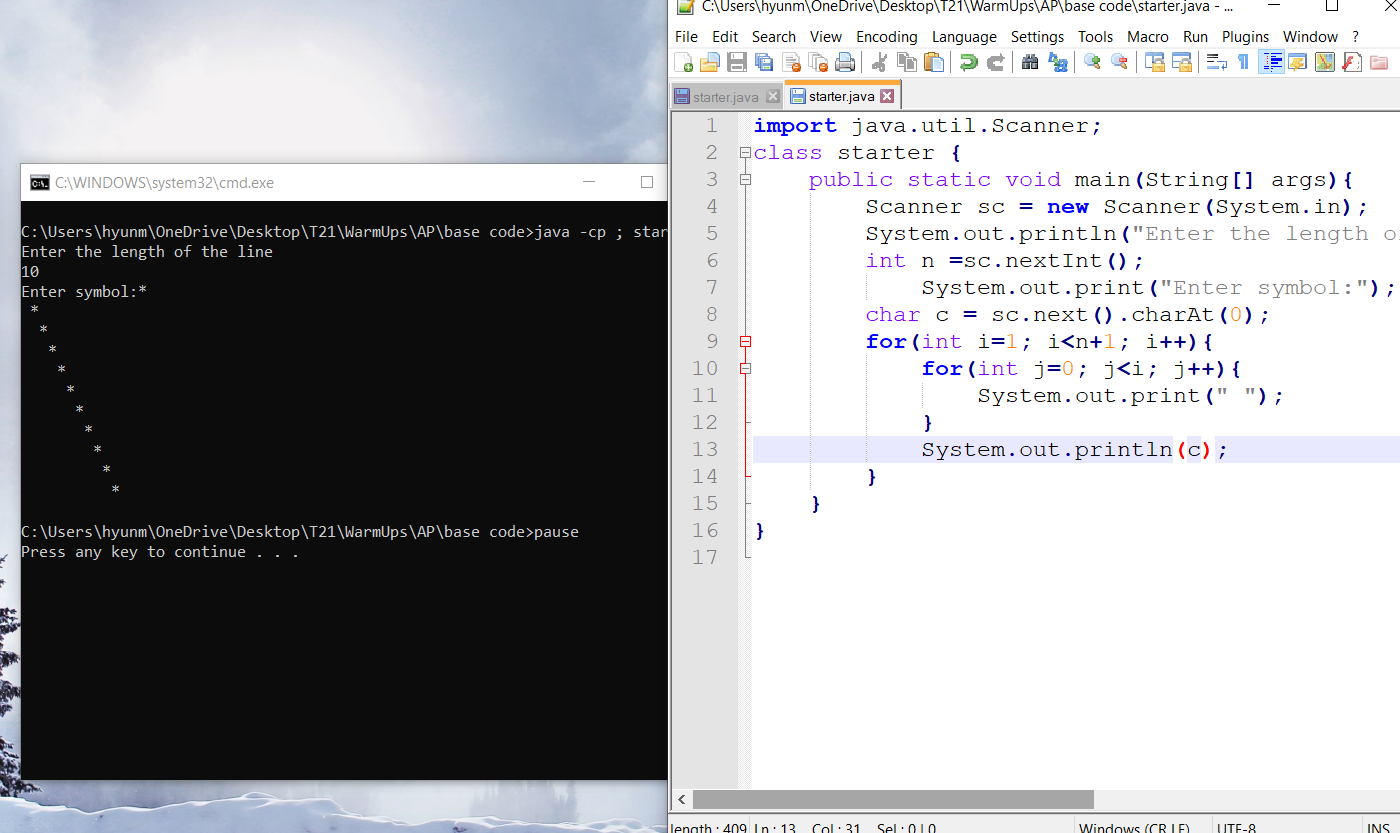 C:\WINDOWS\system32\cmd.exe
C:\Users\hyunm\OneDrive\Desktop\T21\WarmUps\AP\base code>java -cp ; star
Enter the length of the line
10
Enter symbol:*
*
*
*
*
*
*
*
*
*
*
C:\Users\hyunm\OneDrive\Desktop\T21\WarmUps\AP\base code>pause
Press any key to continue . . .
C:\Users\hyunm\OneDrive\Desktop\T21\WarmUps\AP\base code\starter.java - ...
File Edit Search View Encoding Language Settings Tools Macro Run Plugins Window ?
starter.java starter.java
1 import java.util.Scanner;
2 class starter {
3 public static void main(String[] args){
4 Scanner sc = new Scanner(System.in);
5 System.out.println("Enter the length o
6 int n =sc.nextInt();
7 System.out.print("Enter symbol:");
8 char c = sc.next().charAt(0);
9 for(int i=1; i<n+1; i++){
10 for(int j=0; j<i; j++){
11 System.out.print(" ");
12 }
13 System.out.println(c);
14 }
15 }
16 }
17
length : 409 Ln : 13 Col : 31 Sel : 0 | 0 Windows (CR LF) UTF-8 INS